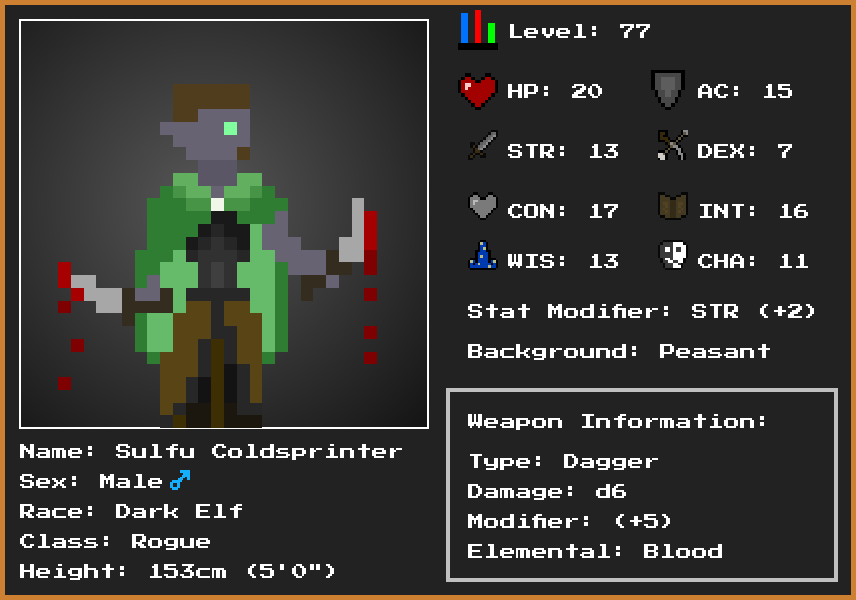 Level: 77
HP: 20
AC: 15
STR: 13
DEX: 7
CON: 17
INT: 16
WIS: 13
CHA: 11
Stat Modifier: STR (+2)
Background: Peasant
Weapon Information:
Type: Dagger
Damage: d6
Modifier: (+5)
Elemental: Blood
Name: Sulfu Coldsprinter
Sex: Male ♂
Race: Dark Elf
Class: Rogue
Height: 153cm (5'0")